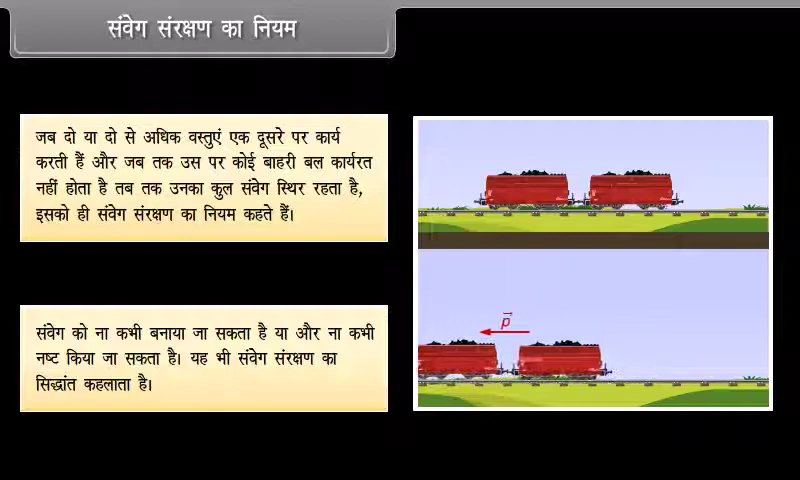 संवेग संरक्षण का नियम
जब दो या दो से अधिक वस्तुएं एक दूसरे पर कार्य
करती हैं और जब तक उस पर कोई बाहरी बल कार्यरत
नहीं होता है तब तक उनका कुल संवेग स्थिर रहता है,
इसको ही संवेग संरक्षण का नियम कहते हैं।
संवेग को ना कभी बनाया जा सकता है या और ना कभी
नष्ट किया जा सकता है। यह भी संवेग संरक्षण का
सिद्धांत कहलाता है।
p⃗